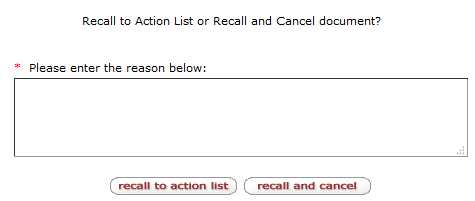 Recall to Action List or Recall and Cancel document?
* Please enter the reason below:
recall to action list recall and cancel